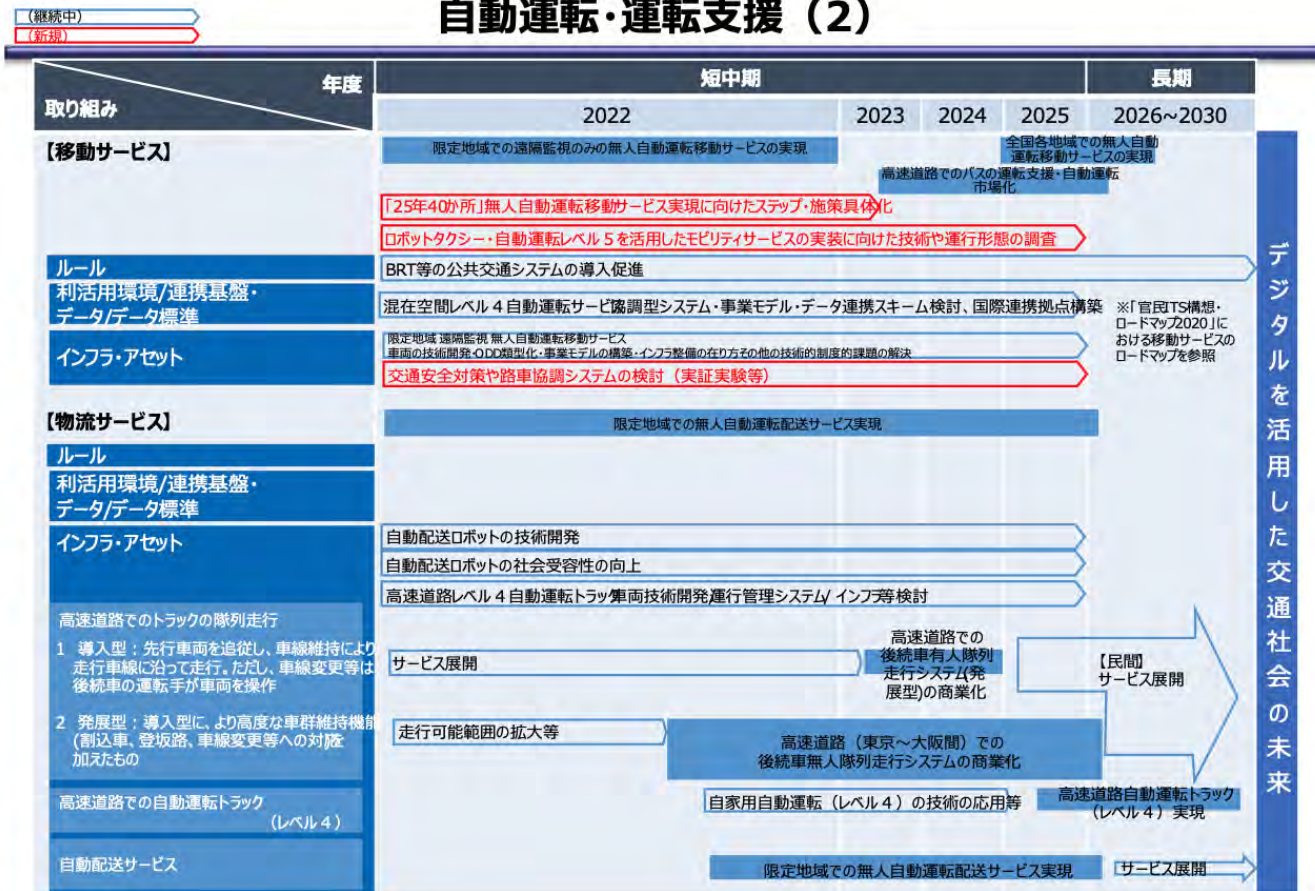 (継続中)
(新規)
自動運転・運転支援（2）
年度
取り組み
短中期
長期
2022
2023
2024
2025
2026~2030
【移動サービス】
限定地域での遠隔監視のみの無人自動運転移動サービスの実現
全国各地域での無人自動
運転移動サービスの実現
高速道路でのバスの運転支援・自動運転
市場化
「25年40か所」無人自動運転移動サービス実現に向けたステップ・施策具体化
ロボットタクシー・自動運転レベル５を活用したモビリティサービスの実装に向けた技術や運行形態の調査
ルール
BRT等の公共交通システムの導入促進
利活用環境/連携基盤・
データ/データ標準
混在空間レベル４自動運転サービス協調型システム・事業モデル・データ連携スキーム検討、国際連携拠点構築
※「官民ITS構想・
ロードマップ2020」に
おける移動サービスの
ロードマップを参照
インフラ・アセット
限定地域 遠隔監視 無人自動運転移動サービス
車両の技術開発・ODD類型化・事業モデルの構築・インフラ整備の在り方その他の技術的制度的課題の解決
交通安全対策や路車協調システムの検討（実証実験等）
【物流サービス】
限定地域での無人自動運転配送サービス実現
ルール
利活用環境/連携基盤・
データ/データ標準
インフラ・アセット
自動配送ロボットの技術開発
自動配送ロボットの社会受容性の向上
高速道路レベル４自動運転トラック車両技術開発/運行管理システム/インフラ等検討
高速道路でのトラックの隊列走行
1 導入型：先行車両を追従し、車線維持により
走行車線に沿って走行。ただし、車線変更等は
後続車の運転手が車両を操作
サービス展開
高速道路での
後続車有人隊列
走行システム(発
展型)の商業化
【民間】
サービス展開
2 発展型：導入型に、より高度な車群維持機能
(割込車、登坂路、車線変更等への対応)を
加えたもの
走行可能範囲の拡大等
高速道路（東京～大阪間）での
後続車無人隊列走行システムの商業化
高速道路での自動運転トラック
（レベル４）
自家用自動運転（レベル４）の技術の応用等
高速道路自動運転トラック
（レベル４）実現
自動配送サービス
限定地域での無人自動運転配送サービス実現
サービス展開
デジタルを活用した交通社会の未来